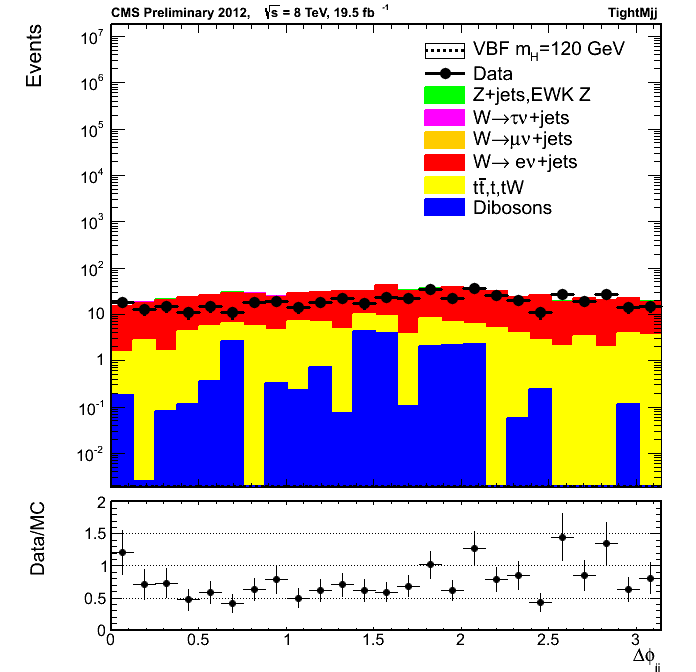 CMS Preliminary 2012, √s = 8 TeV, 19.5 fb⁻¹ TightMjj
Events
10⁷
10⁶
10⁵
10⁴
10³
10²
10
1
10⁻¹
10⁻²
VBF m_H=120 GeV
Data
Z+jets,EWK Z
W→τν+jets
W→μν+jets
W→ eν+jets
tt̄,t,tW
Dibosons
Data/MC
2
1.5
1
0.5
0
0 0.5 1 1.5 2 2.5 3
Δϕ_jj